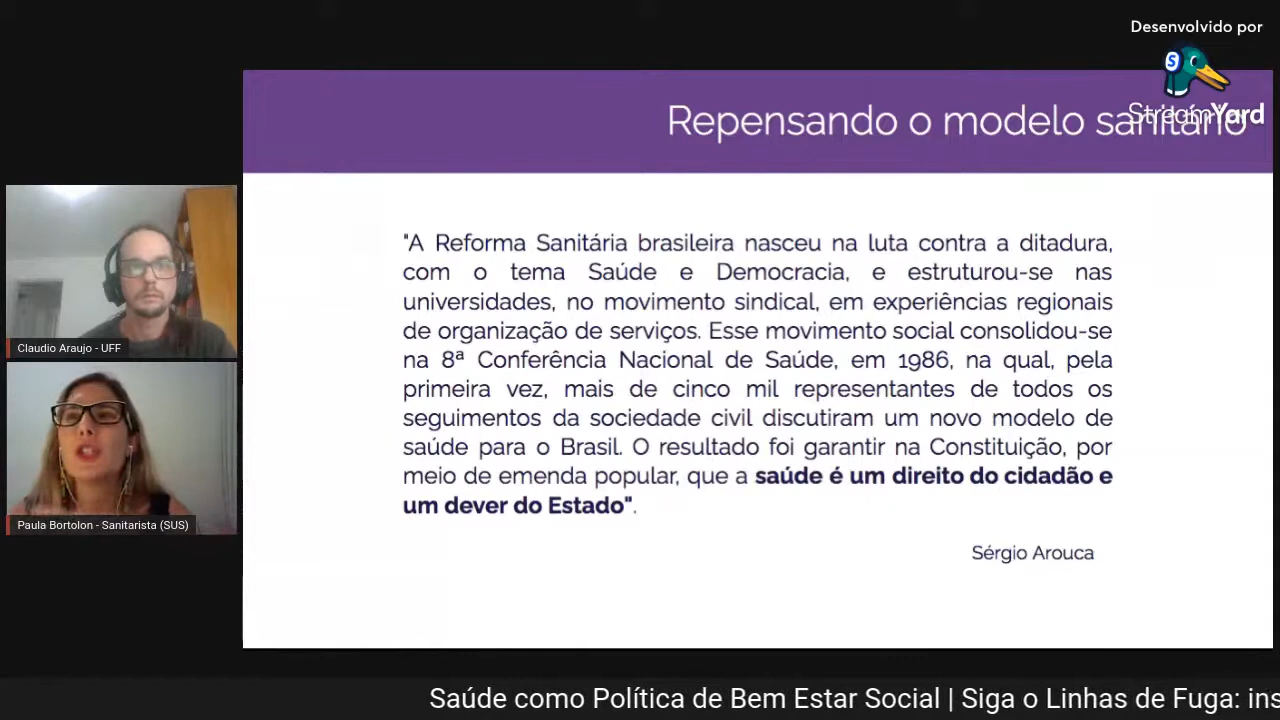 Desenvolvido por
StreamYard
Repensando o modelo sanitário
"A Reforma Sanitária brasileira nasceu na luta contra a ditadura,
com o tema Saúde e Democracia, e estruturou-se nas
universidades, no movimento sindical, em experiências regionais
de organização de serviços. Esse movimento social consolidou-se
na 8ª Conferência Nacional de Saúde, em 1986, na qual, pela
primeira vez, mais de cinco mil representantes de todos os
seguimentos da sociedade civil discutiram um novo modelo de
saúde para o Brasil. O resultado foi garantir na Constituição, por
meio de emenda popular, que a saúde é um direito do cidadão e
um dever do Estado".
Sérgio Arouca
Claudio Araujo - UFF
Paula Bortolon - Sanitarista (SUS)
Saúde como Política de Bem Estar Social | Siga o Linhas de Fuga: ins